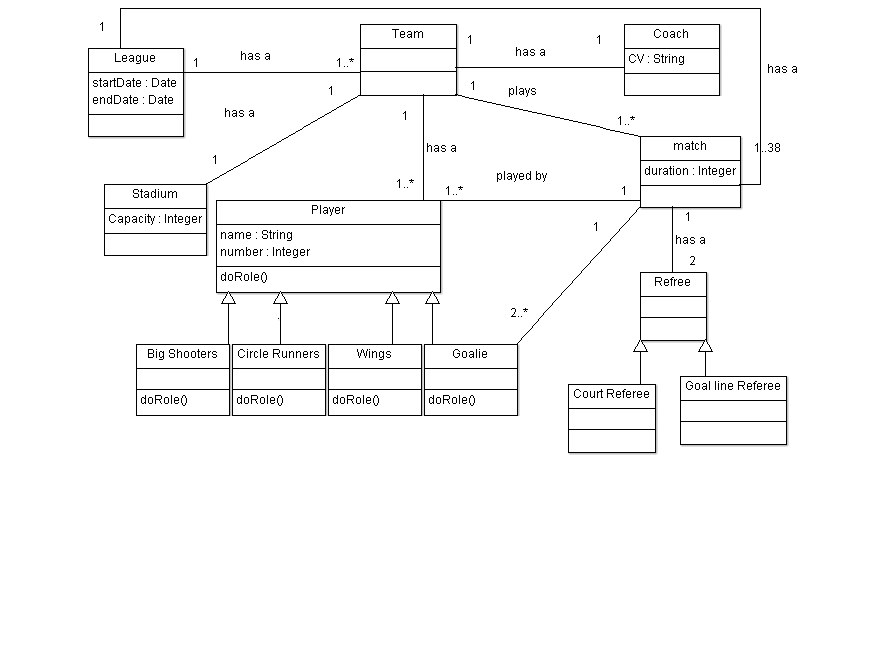 1
Team
Coach
CV : String
1
has a
1
League
startDate : Date
endDate : Date
1
has a
1..*
has a
1
plays
1..*
has a
1
1
1
has a
1..*
match
duration : Integer
1..38
Stadium
Capacity : Integer
1..*
played by
1
Player
name : String
number : Integer
doRole()
1
2..*
1
has a
2
Refree
Big Shooters
doRole()
Circle Runners
doRole()
Wings
doRole()
Goalie
doRole()
Court Referee
Goal line Referee